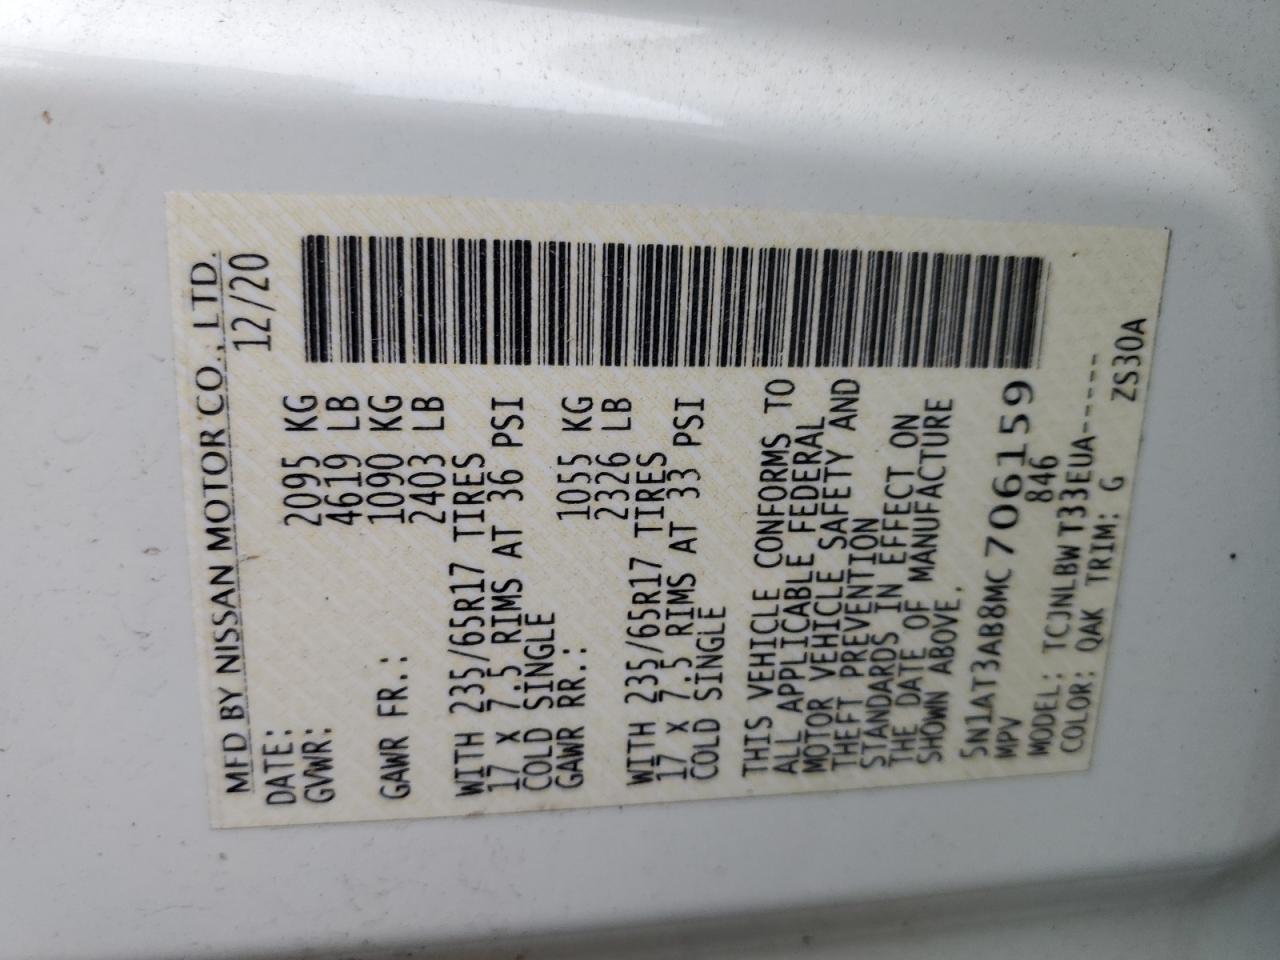 MFD BY NISSAN MOTOR CO., LTD.
DATE: 12/20
GVWR: 2095 KG
4619 LB
GAWR FR.: 1090 KG
2403 LB
WITH 235/65R17 TIRES
17 X 7.5 RIMS AT 36 PSI
COLD SINGLE
GAWR RR.: 1055 KG
2326 LB
WITH 235/65R17 TIRES
17 X 7.5 RIMS AT 33 PSI
COLD SINGLE
THIS VEHICLE CONFORMS TO
ALL APPLICABLE FEDERAL
MOTOR VEHICLE SAFETY AND
THEFT PREVENTION
STANDARDS IN EFFECT ON
THE DATE OF MANUFACTURE
SHOWN ABOVE.
5N1AT3AB8MC706159
MPV 846
MODEL: TCJNLBWT33EUA-----
COLOR: QAK TRIM: G ZS30A